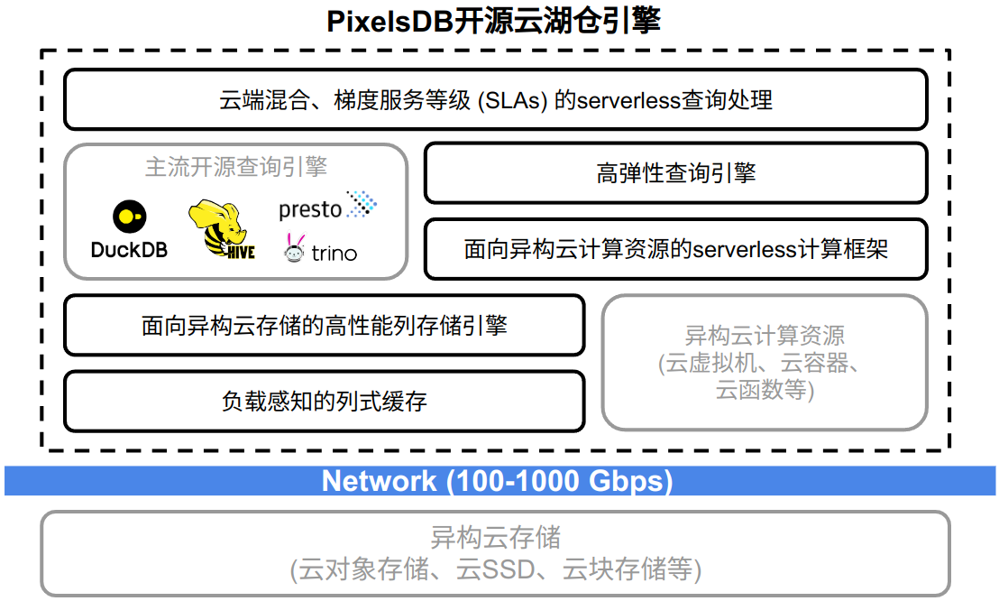 PixelsDB开源云湖仓引擎
云端混合、梯度服务等级 (SLAs) 的serverless查询处理
主流开源查询引擎
DuckDB
HIVE
presto
trino
高弹性查询引擎
面向异构云计算资源的serverless计算框架
面向异构云存储的高性能列存储引擎
负载感知的列式缓存
异构云计算资源
(云虚拟机、云容器、
云函数等)
Network (100-1000 Gbps)
异构云存储
(云对象存储、云SSD、云块存储等)